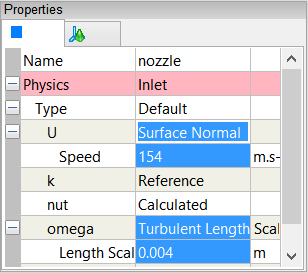 Properties
Name nozzle
Physics Inlet
Type Default
U Surface Normal
Speed 154 m.s-
k Reference
nut Calculated
omega Turbulent Length Scal
Length Scal 0.004 m